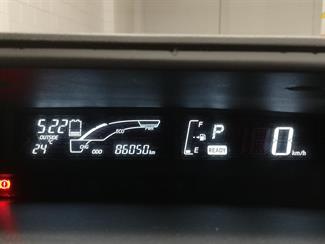 5:22
OUTSIDE
24 °C
CHG
ECO
PWR
ODO 86050 km
F
E
P
READY
0 km/h